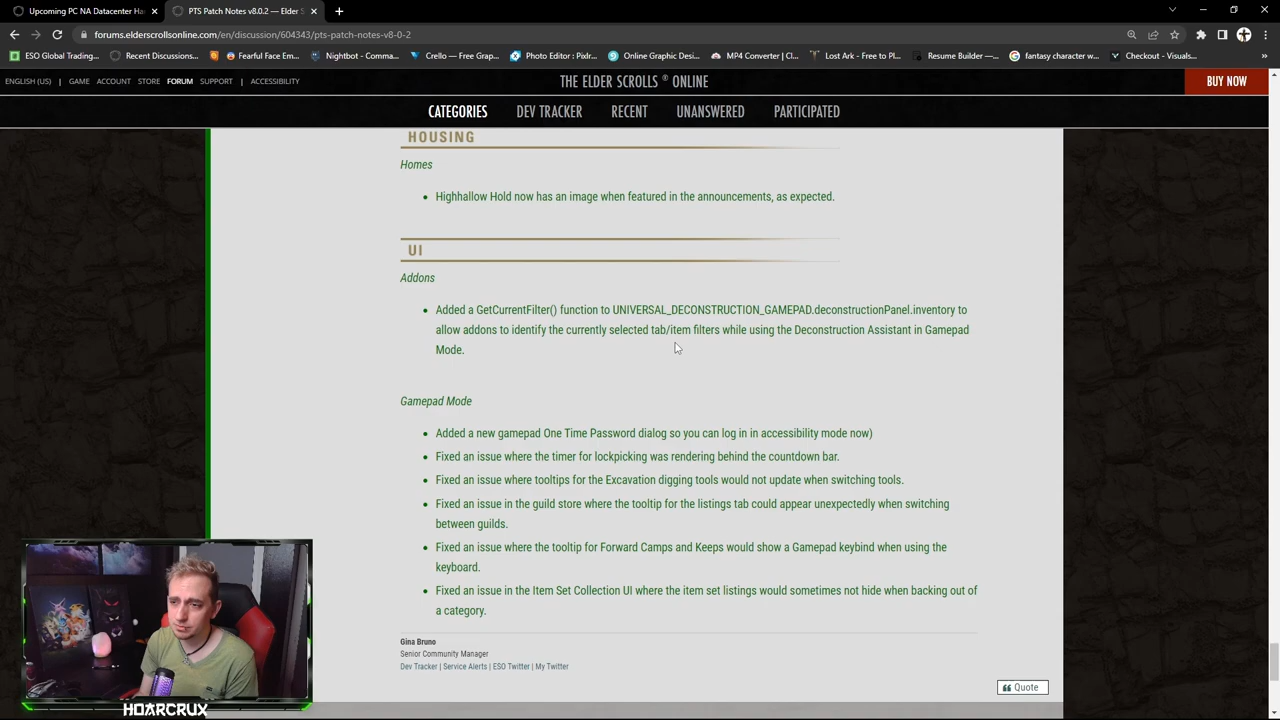 Upcoming PC NA Datacenter Ha
PTS Patch Notes v8.0.2 — Elder S
forums.elderscrollsonline.com/en/discussion/604343/pts-patch-notes-v8-0-2
ESO Google Drive
Recent Discussions...
Fearful Face Em...
Nightbot - Comma...
Crello — Free Grap...
Photo Editor : Pixlr...
Online Graphic Desi...
MP4 Converter | Cl...
Lost Ark - Free to Pl...
Resume Builder —...
fantasy character w...
Checkout - Visuals...
ENGLISH (US) | GAME ACCOUNT STORE FORUM SUPPORT | ACCESSIBILITY
THE ELDER SCROLLS ® ONLINE
BUY NOW
CATEGORIES DEV TRACKER RECENT UNANSWERED PARTICIPATED
HOUSING
Homes
• Highhallow Hold now has an image when featured in the announcements, as expected.
UI
Addons
• Added a GetCurrentFilter() function to UNIVERSAL_DECONSTRUCTION_GAMEPAD.deconstructionPanel.inventory to
allow addons to identify the currently selected tab/item filters while using the Deconstruction Assistant in Gamepad
Mode.
Gamepad Mode
• Added a new gamepad One Time Password dialog so you can log in in accessibility mode now)
• Fixed an issue where the timer for lockpicking was rendering behind the countdown bar.
• Fixed an issue where tooltips for the Excavation digging tools would not update when switching tools.
• Fixed an issue in the guild store where the tooltip for the listings tab could appear unexpectedly when switching
between guilds.
• Fixed an issue where the tooltip for Forward Camps and Keeps would show a Gamepad keybind when using the
keyboard.
• Fixed an issue in the Item Set Collection UI where the item set listings would sometimes not hide when backing out of
a category.
Gina Bruno
Senior Community Manager
Dev Tracker | Service Alerts | ESO Twitter | My Twitter
Quote
HOARCRUX